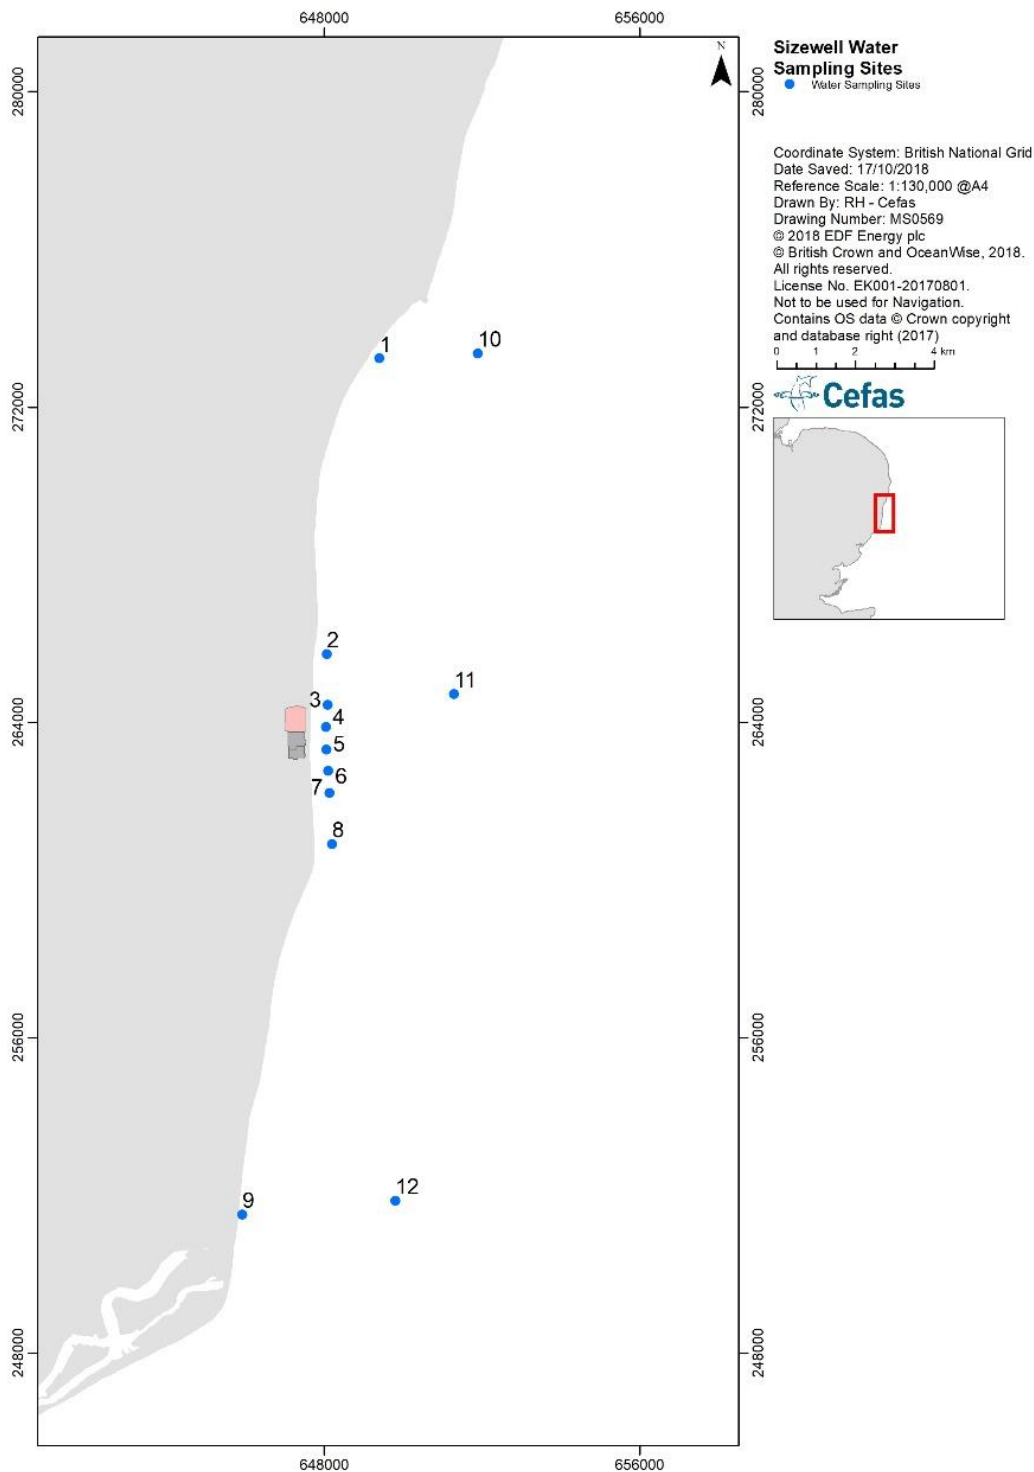 648000
656000
N
Sizewell Water
Sampling Sites
Water Sampling Sites
280000
280000
Coordinate System: British National Grid
Date Saved: 17/10/2018
Reference Scale: 1:130,000 @A4
Drawn By: RH - Cefas
Drawing Number: MS0569
© 2018 EDF Energy plc
© British Crown and OceanWise, 2018.
All rights reserved.
License No. EK001-20170801.
Not to be used for Navigation.
Contains OS data © Crown copyright
and database right (2017)
0 1 2 4 km
Cefas
1
10
272000
272000
2
11
3
4
264000
264000
5
6
7
8
256000
256000
9
12
248000
248000
648000
656000